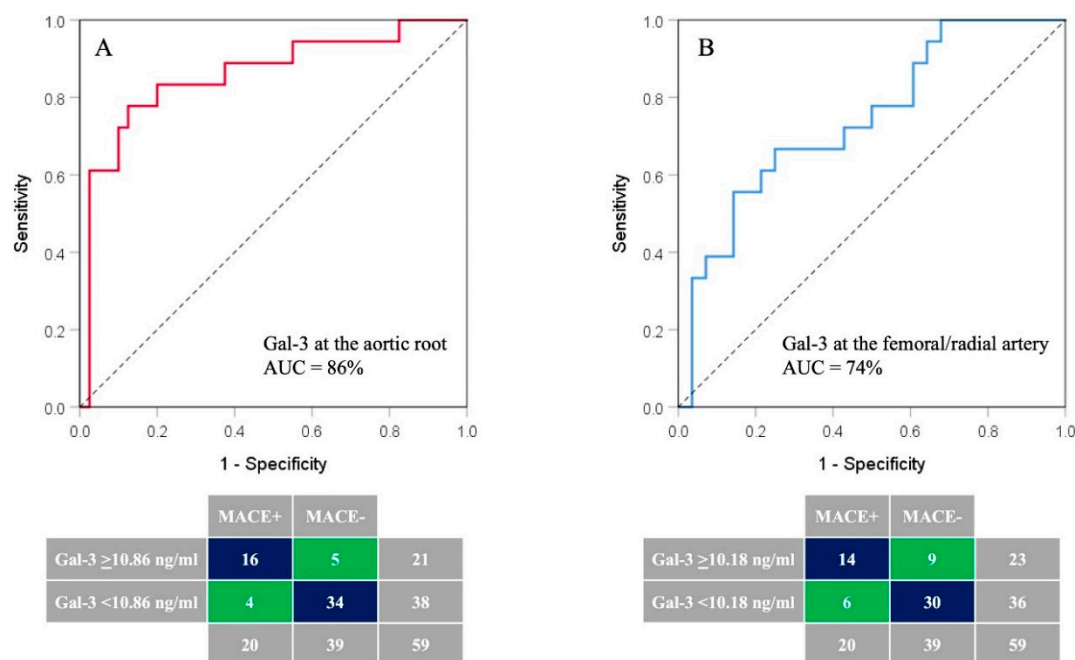 A
Sensitivity
1.0
0.8
0.6
0.4
0.2
0.0
0.0 0.2 0.4 0.6 0.8 1.0
1 - Specificity
Gal-3 at the aortic root
AUC = 86%
MACE+ MACE-
Gal-3 ≥10.86 ng/ml 16 5 21
Gal-3 <10.86 ng/ml 4 34 38
20 39 59
B
Sensitivity
1.0
0.8
0.6
0.4
0.2
0.0
0.0 0.2 0.4 0.6 0.8 1.0
1 - Specificity
Gal-3 at the femoral/radial artery
AUC = 74%
MACE+ MACE-
Gal-3 ≥10.18 ng/ml 14 9 23
Gal-3 <10.18 ng/ml 6 30 36
20 39 59